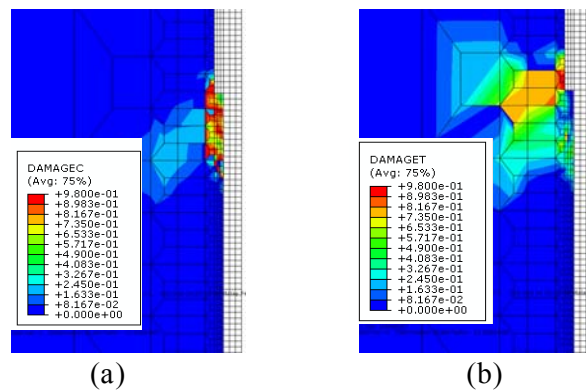 DAMAGEC
(Avg: 75%)
+9.800e-01
+8.983e-01
+8.167e-01
+7.350e-01
+6.533e-01
+5.717e-01
+4.900e-01
+4.083e-01
+3.267e-01
+2.450e-01
+1.633e-01
+8.167e-02
+0.000e+00
(a)
DAMAGET
(Avg: 75%)
+9.800e-01
+8.983e-01
+8.167e-01
+7.350e-01
+6.533e-01
+5.717e-01
+4.900e-01
+4.083e-01
+3.267e-01
+2.450e-01
+1.633e-01
+8.167e-02
+0.000e+00
(b)